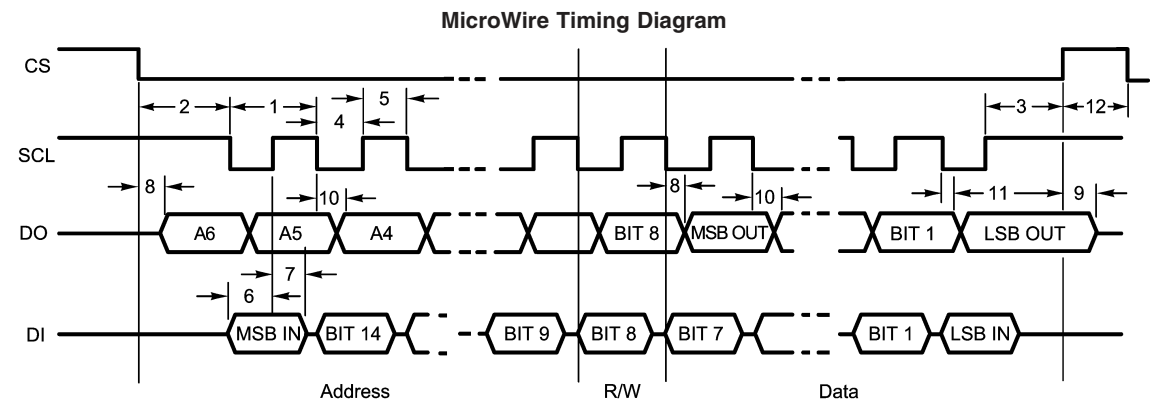 MicroWire Timing Diagram
CS
2 1 5 3 12
4
SCL
8 10 8 10 11 9
DO A6 A5 A4 BIT 8 MSB OUT BIT 1 LSB OUT
7
6
DI MSB IN BIT 14 BIT 9 BIT 8 BIT 7 BIT 1 LSB IN
Address R/W Data